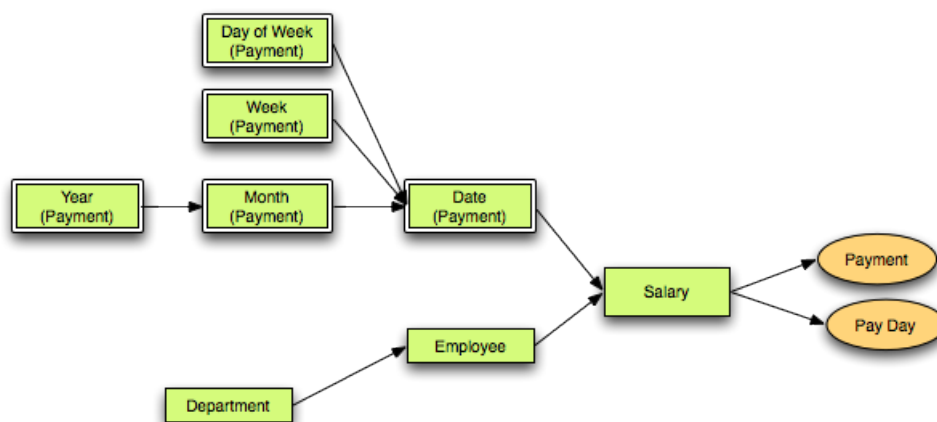 Day of Week
(Payment)
Week
(Payment)
Year
(Payment)
Month
(Payment)
Date
(Payment)
Payment
Salary
Pay Day
Employee
Department